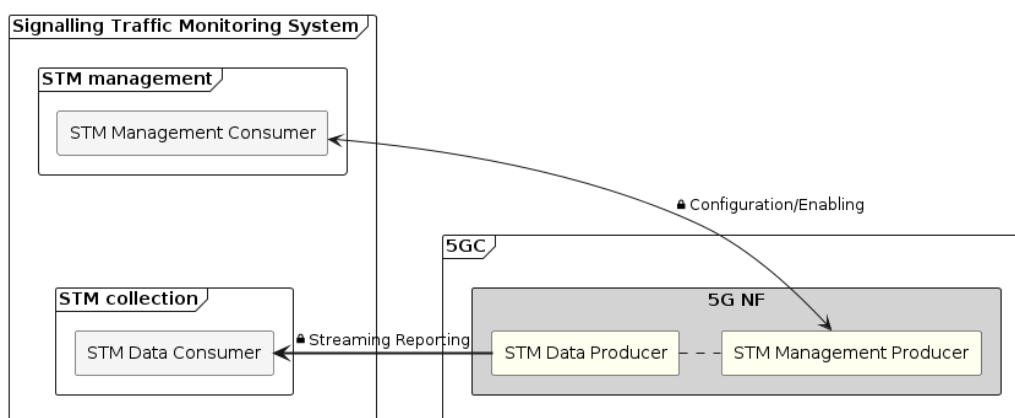 Signalling Traffic Monitoring System
STM management
STM Management Consumer
Configuration/Enabling
5GC
STM collection
5G NF
Streaming Reporting
STM Data Consumer
STM Data Producer
STM Management Producer